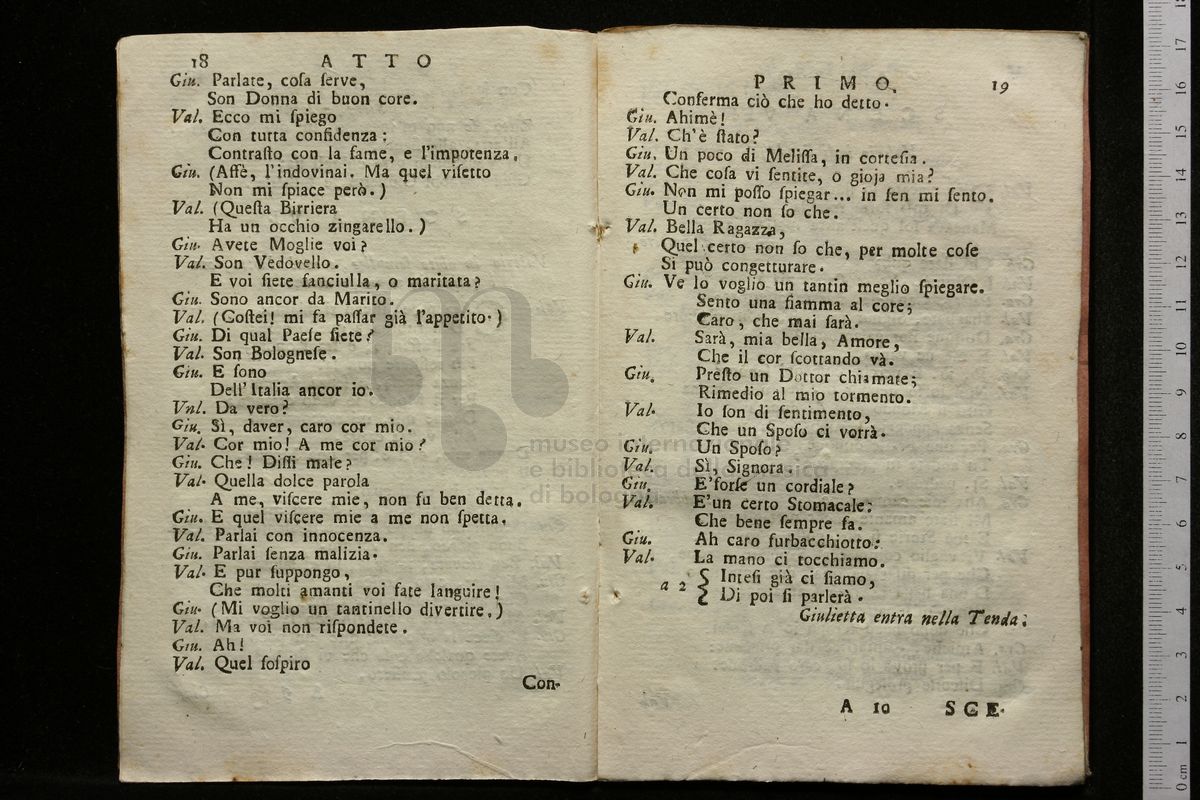 18 ATTO
Giu. Parlate, coſa ſerve,
Son Donna di buon core.
Val. Ecco mi ſpiego
Con tutta confidenza:
Contraſto con la fame, e l'impotenza.
Giu. (Affè, l'indovinai. Ma quel viſetto
Non mi ſpiace però.)
Val. (Queſta Birriera
Ha un occhio zingarello.)
Giu. Avete Moglie voi?
Val. Son Vedovello.
E voi ſiete fanciulla, o maritata?
Giu. Sono ancor da Marito.
Val. (Coſtei! mi fa paſſar già l'appetito.)
Giu. Di qual Paeſe ſiete?
Val. Son Bologneſe.
Giu. E ſono
Dell'Italia ancor io.
Vnl. Da vero?
Giu. Sì, daver, caro cor mio.
Val. Cor mio! A me cor mio?
Giu. Che! Diſſi male?
Val. Quella dolce parola
A me, viſcere mie, non fu ben detta.
Giu. E quel viſcere mie a me non ſpetta.
Val. Parlai con innocenza.
Giu. Parlai ſenza malizia.
Val. E pur ſuppongo,
Che molti amanti voi fate languire!
Giu. (Mi voglio un tantinello divertire.)
Val. Ma voi non riſpondete.
Giu. Ah!
Val. Quel ſoſpiro
Con-
PRIMO. 19
Conferma ciò che ho detto.
Giu. Ahimè!
Val. Ch'è ſtato?
Giu. Un poco di Meliſſa, in corteſia.
Val. Che coſa vi ſentite, o gioja mia?
Giu. Non mi poſſo ſpiegar... in ſen mi ſento.
Un certo non ſo che.
Val. Bella Ragazza,
Quel certo non ſo che, per molte coſe
Si può congetturare.
Giu. Ve lo voglio un tantin meglio ſpiegare.
Sento una fiamma al core;
Caro, che mai farà.
Val. Sarà, mia bella, Amore,
Che il cor ſcottando và.
Giu. Preſto un Dottor chiamate;
Rimedio al mio tormento.
Val. Io ſon di ſentimento,
Che un Spoſo ci vorrà.
Giu. Un Spoſo?
Val. Sì, Signora.
Giu. E'forſe un cordiale?
Val. E'un certo Stomacale:
Che bene ſempre fa.
Giu. Ah caro furbacchiotto:
Val. La mano ci tocchiamo.
a 2 { Inteſi già ci ſiamo,
Di poi ſi parlerà.
Giulietta entra nella Tenda.
A 10 SCE-
museo internazionale
e biblioteca della musica
di bologna